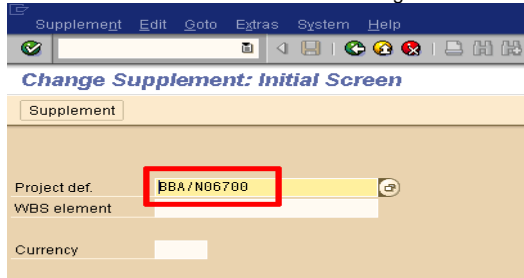 Supplement Edit Goto Extras System Help
Change Supplement: Initial Screen
Supplement
Project def. BBA/N06700
WBS element
Currency